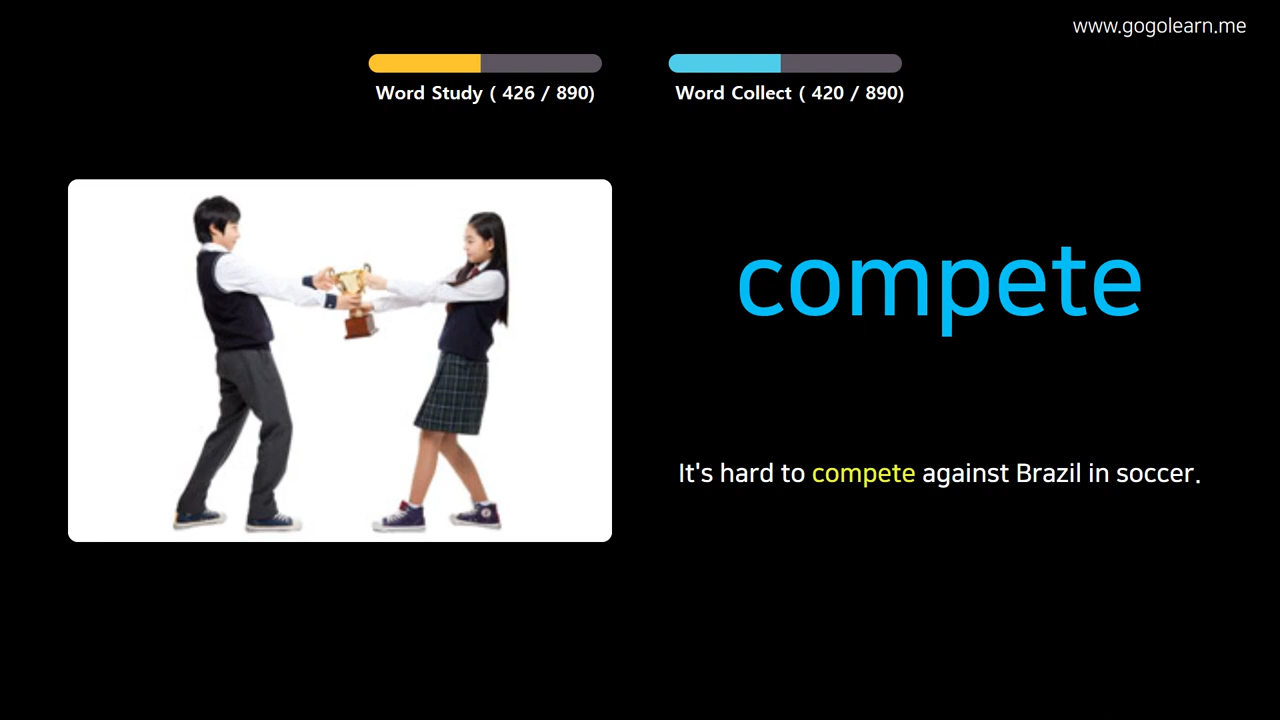 www.gogolearn.me
Word Study ( 426 / 890)
Word Collect ( 420 / 890)
compete
It's hard to compete against Brazil in soccer.